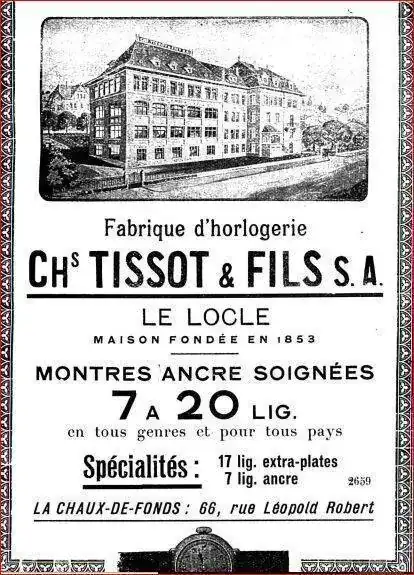 Fabrique d'horlogerie
CHs TISSOT & FILS S. A.
LE LOCLE
MAISON FONDÉE EN 1853
MONTRES ANCRE SOIGNÉES
7 A 20 LIG.
en tous genres et pour tous pays
Spécialités : 17 lig. extra-plates
7 lig. ancre 2659
LA CHAUX-DE-FONDS : 66, rue Léopold Robert